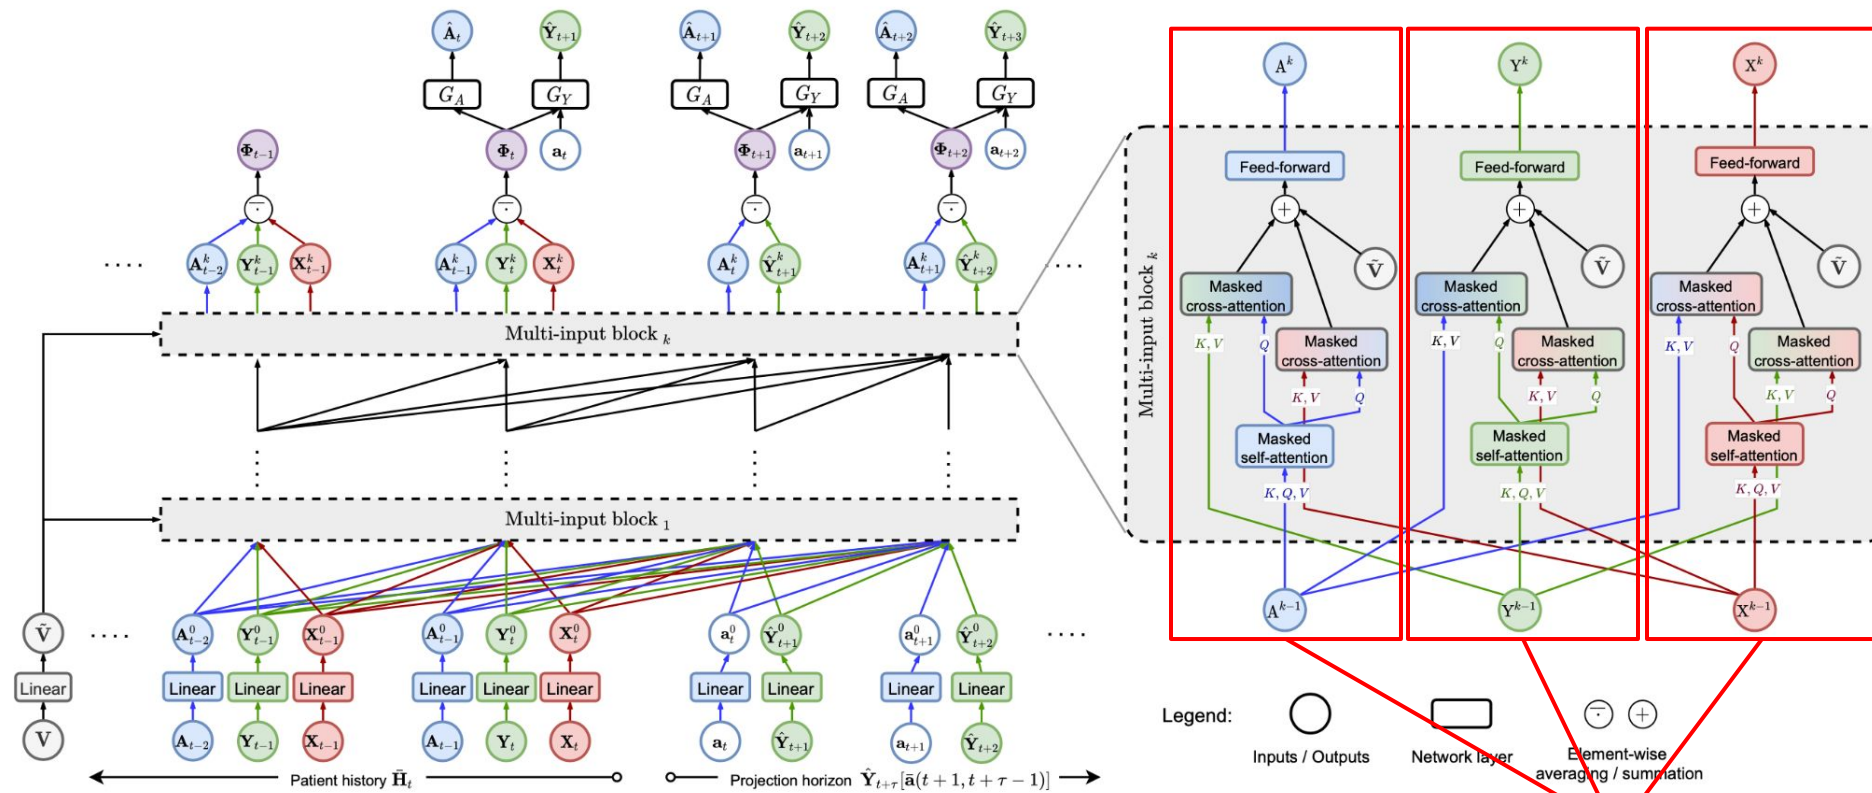 Â_t Ŷ_{t+1} Â_{t+1} Ŷ_{t+2} Â_{t+2} Ŷ_{t+3}
G_A G_Y G_A G_Y G_A G_Y
Φ_{t−1} Φ_t a_t Φ_{t+1} a_{t+1} Φ_{t+2} a_{t+2}
.... A^k_{t−2} Y^k_{t−1} X^k_{t−1} A^k_{t−1} Y^k_t X^k_t A^k_t Ŷ^k_{t+1} A^k_{t+1} Ŷ^k_{t+2} ....
Multi-input block _k
Multi-input block _1
Ṽ .... A^0_{t−2} Y^0_{t−1} X^0_{t−1} A^0_{t−1} Y^0_t X^0_t a^0_t Ŷ^0_{t+1} a^0_{t+1} Ŷ^0_{t+2} ....
Linear Linear Linear Linear Linear Linear Linear Linear Linear Linear Linear
V A_{t−2} Y_{t−1} X_{t−1} A_{t−1} Y_t X_t a_t Ŷ_{t+1} a_{t+1} Ŷ_{t+2}
Patient history H̄_t
Projection horizon Ŷ_{t+τ}[ā(t + 1, t + τ − 1)]
A^k Y^k X^k
Feed-forward Feed-forward Feed-forward
+ + +
Ṽ Ṽ Ṽ
Multi-input block _k
Masked
cross-attention
Masked
cross-attention
Masked
cross-attention
K, V Q K, V Q K, V Q
Masked
cross-attention
Masked
cross-attention
Masked
cross-attention
K, V Q K, V Q K, V Q
Masked
self-attention
Masked
self-attention
Masked
self-attention
K, Q, V K, Q, V K, Q, V
A^{k−1} Y^{k−1} X^{k−1}
Legend:
Inputs / Outputs
Network layer
+
Element-wise
averaging / summation